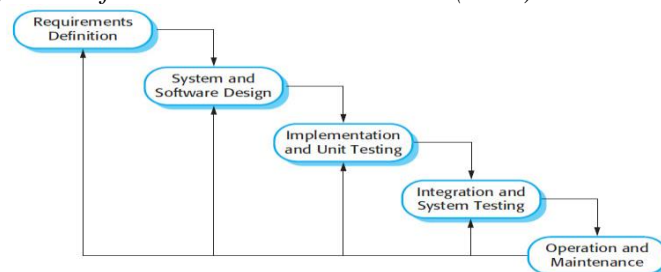 Requirements
Definition
System and
Software Design
Implementation
and Unit Testing
Integration and
System Testing
Operation and
Maintenance